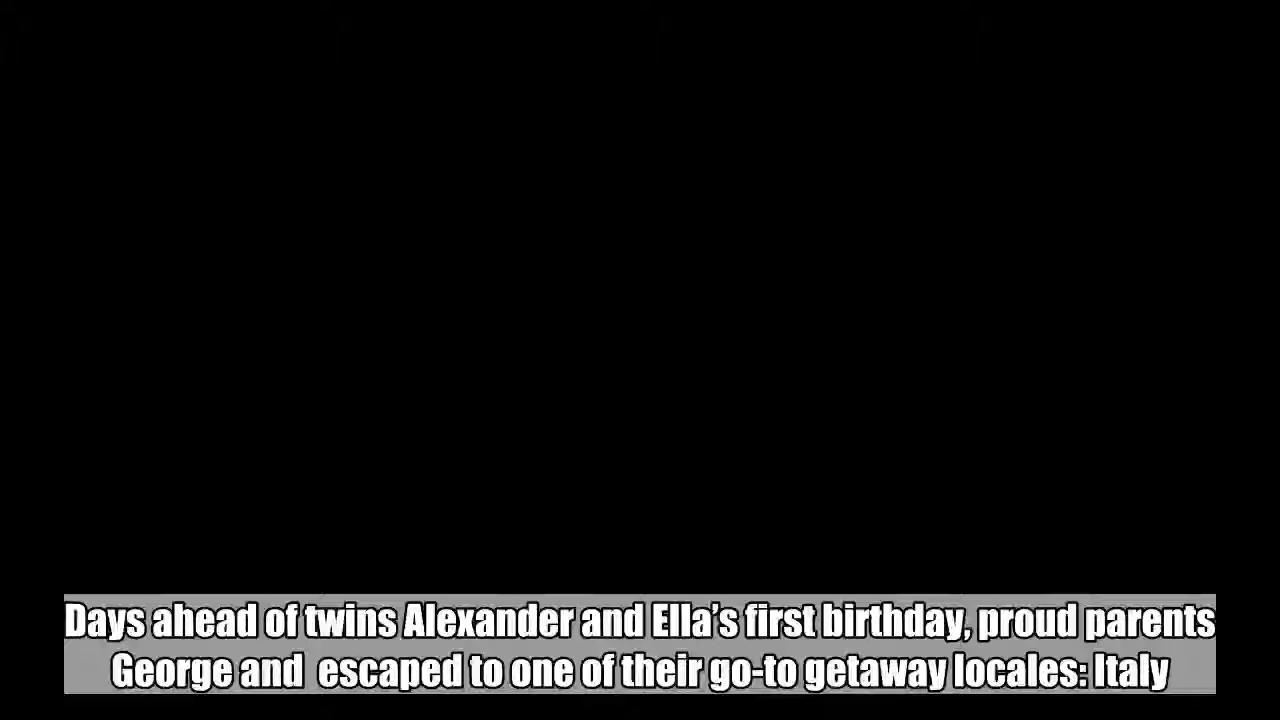 Days ahead of twins Alexander and Ella’s first birthday, proud parents
George and  escaped to one of their go-to getaway locales: Italy